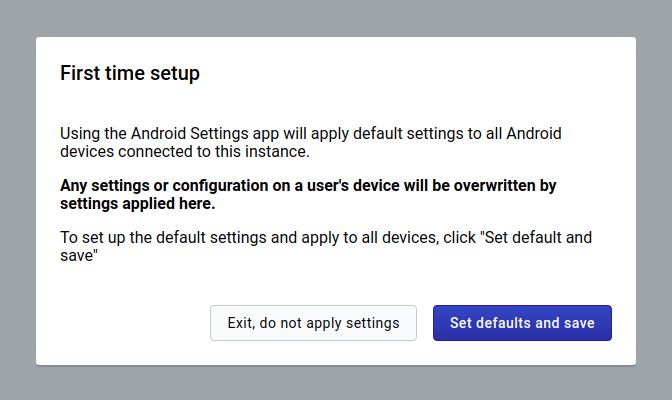 First time setup
Using the Android Settings app will apply default settings to all Android
devices connected to this instance.
Any settings or configuration on a user's device will be overwritten by
settings applied here.
To set up the default settings and apply to all devices, click "Set default and
save"
Exit, do not apply settings
Set defaults and save